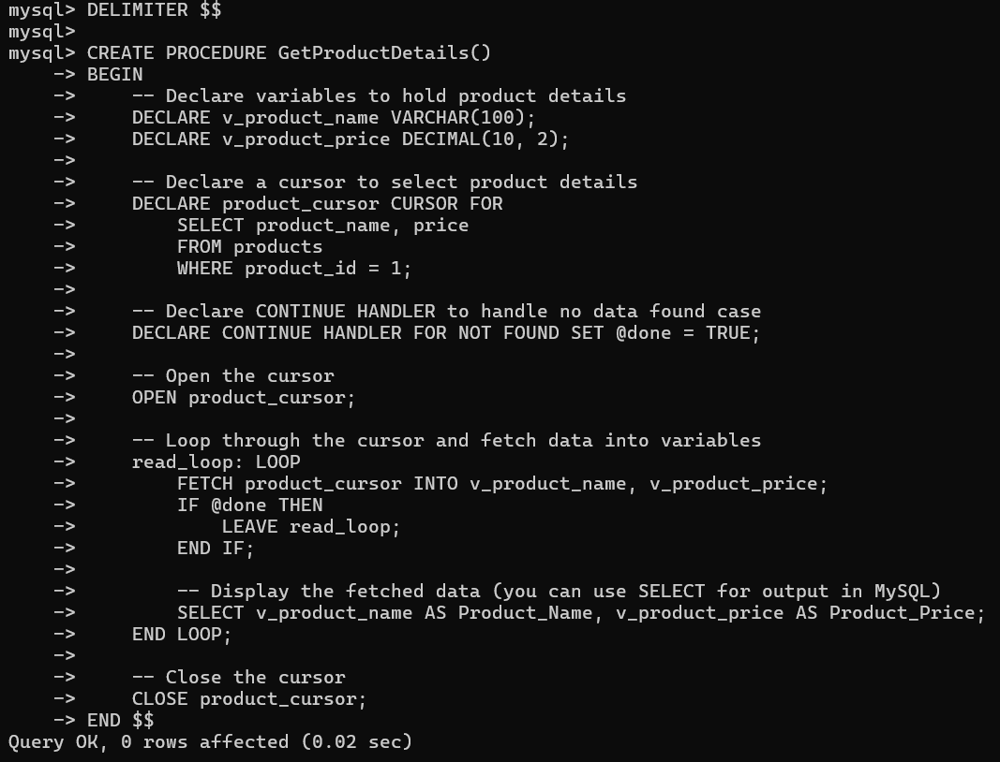 mysql> DELIMITER $$
mysql>
mysql> CREATE PROCEDURE GetProductDetails()
    -> BEGIN
    ->     -- Declare variables to hold product details
    ->     DECLARE v_product_name VARCHAR(100);
    ->     DECLARE v_product_price DECIMAL(10, 2);
    ->
    ->     -- Declare a cursor to select product details
    ->     DECLARE product_cursor CURSOR FOR
    ->         SELECT product_name, price
    ->         FROM products
    ->         WHERE product_id = 1;
    ->
    ->     -- Declare CONTINUE HANDLER to handle no data found case
    ->     DECLARE CONTINUE HANDLER FOR NOT FOUND SET @done = TRUE;
    ->
    ->     -- Open the cursor
    ->     OPEN product_cursor;
    ->
    ->     -- Loop through the cursor and fetch data into variables
    ->     read_loop: LOOP
    ->         FETCH product_cursor INTO v_product_name, v_product_price;
    ->         IF @done THEN
    ->             LEAVE read_loop;
    ->         END IF;
    ->
    ->         -- Display the fetched data (you can use SELECT for output in MySQL)
    ->         SELECT v_product_name AS Product_Name, v_product_price AS Product_Price;
    ->     END LOOP;
    ->
    ->     -- Close the cursor
    ->     CLOSE product_cursor;
    -> END $$
Query OK, 0 rows affected (0.02 sec)